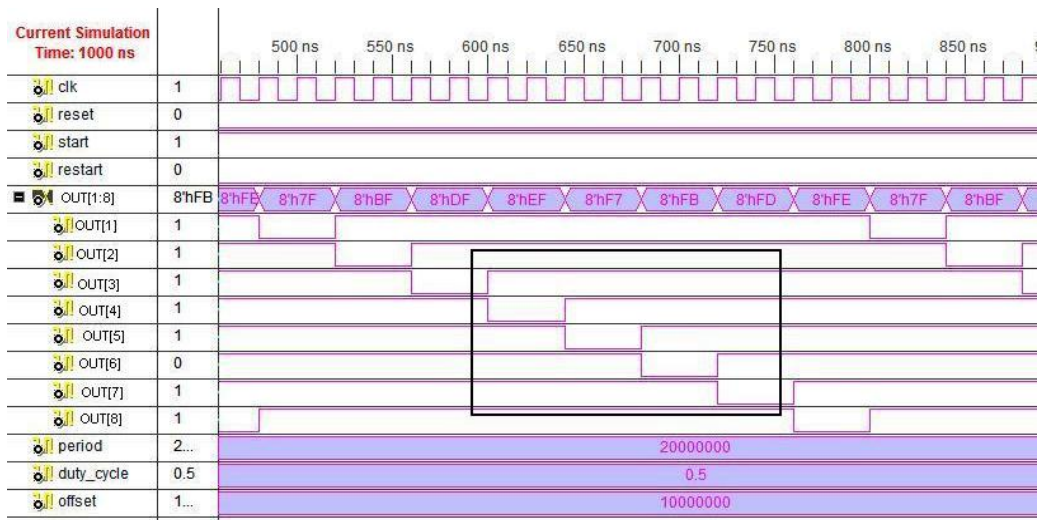 Current Simulation
Time: 1000 ns
500 ns 550 ns 600 ns 650 ns 700 ns 750 ns 800 ns 850 ns
clk 1
reset 0
start 1
restart 0
OUT[1:8] 8'hFB 8'hFE 8'h7F 8'hBF 8'hDF 8'hEF 8'hF7 8'hFB 8'hFD 8'hFE 8'h7F 8'hBF
OUT[1] 1
OUT[2] 1
OUT[3] 1
OUT[4] 1
OUT[5] 1
OUT[6] 0
OUT[7] 1
OUT[8] 1
period 2... 20000000
duty_cycle 0.5 0.5
offset 1... 10000000